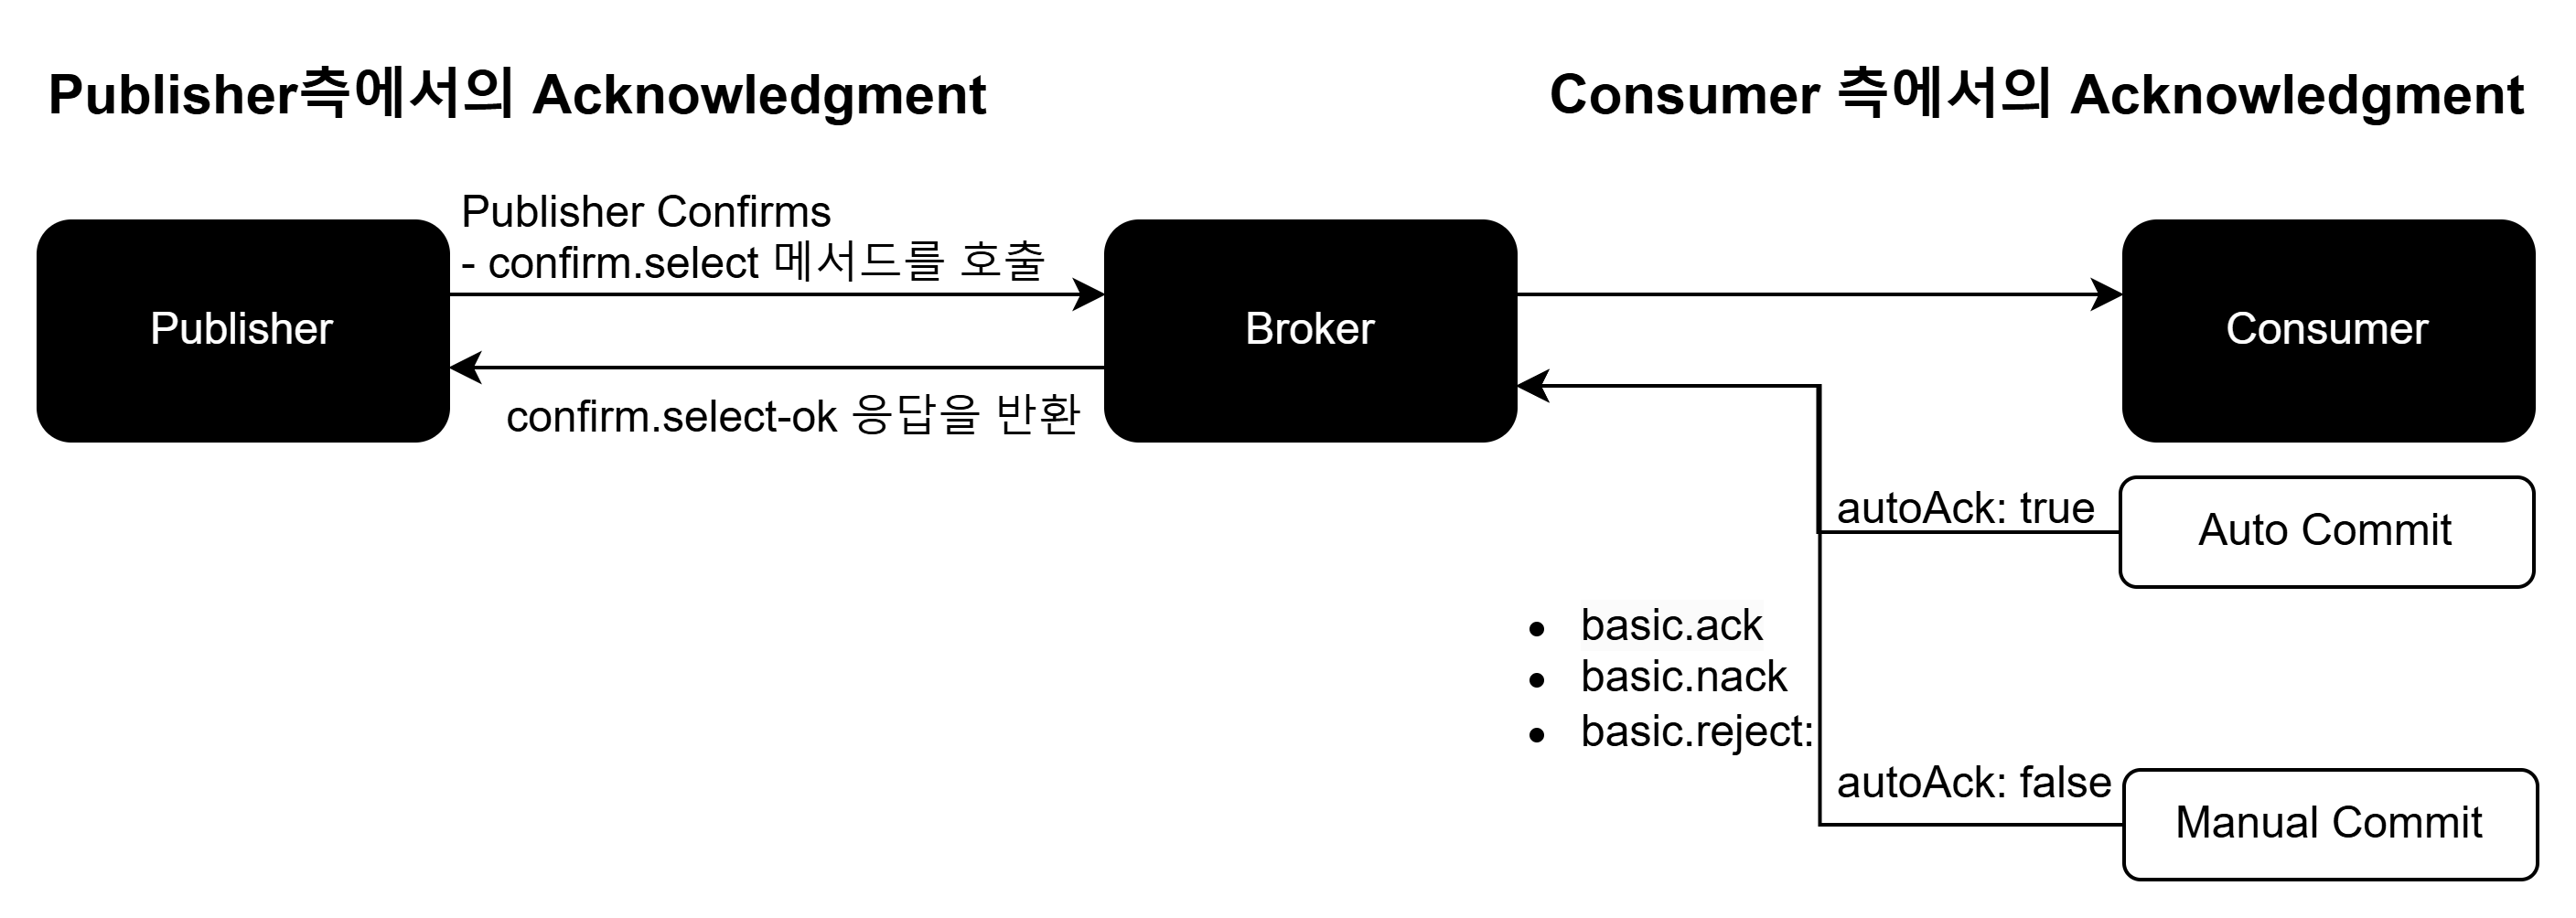 Publisher측에서의 Acknowledgment
Consumer 측에서의 Acknowledgment
Publisher Confirms
- confirm.select 메서드를 호출
Publisher
Broker
Consumer
confirm.select-ok 응답을 반환
autoAck: true
Auto Commit
• basic.ack
• basic.nack
• basic.reject:
autoAck: false
Manual Commit